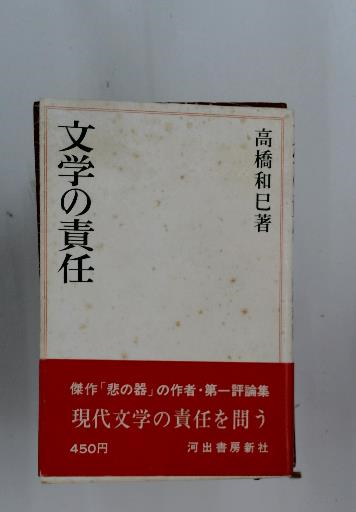 高橋和巳著
文学の責任
傑作「悲の器」の作者・第一評論集
現代文学の責任を問う
450円
河出書房新社